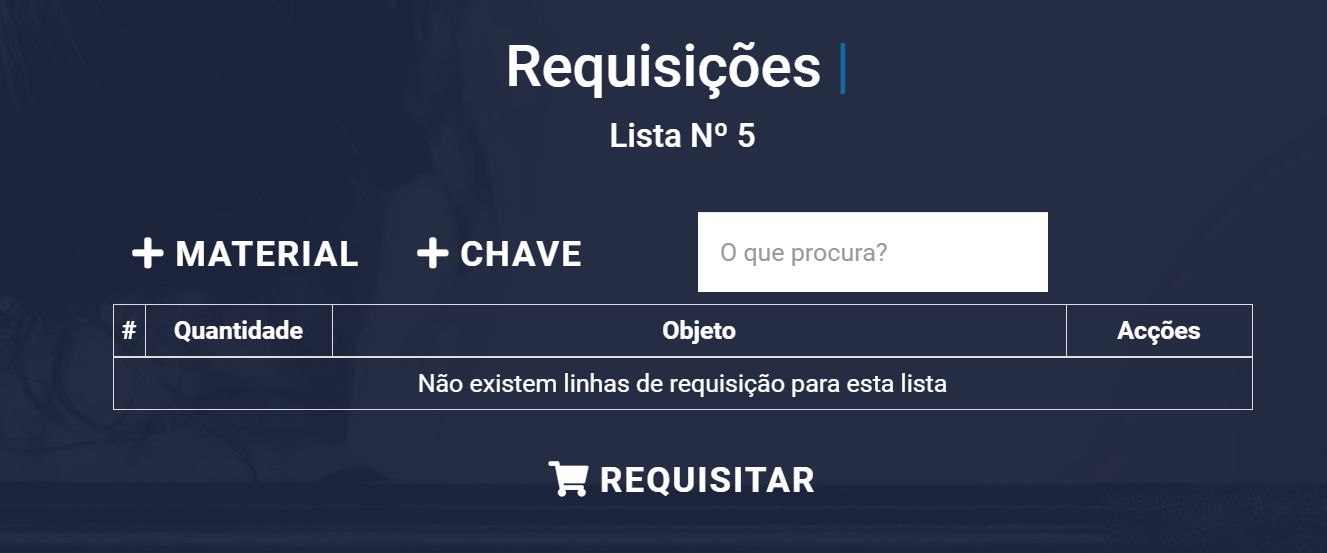 Requisições |
Lista Nº 5
MATERIAL CHAVE O que procura?
# Quantidade Objeto Acções
Não existem linhas de requisição para esta lista
REQUISITAR